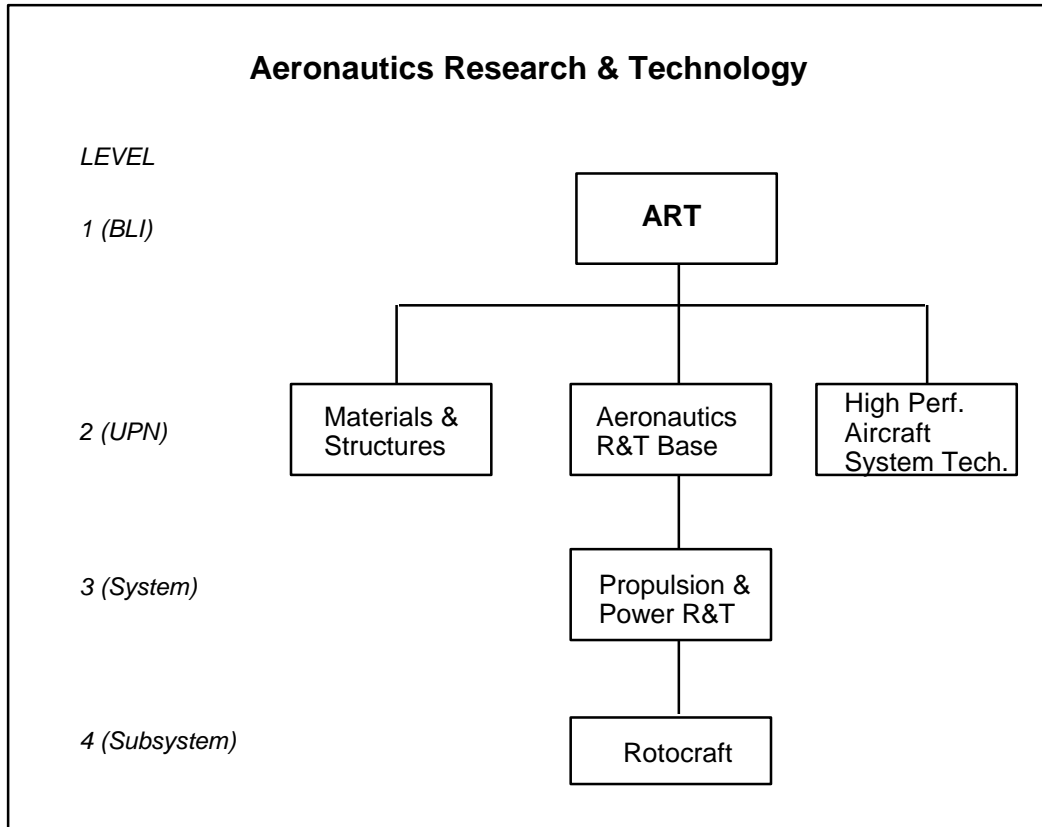 Aeronautics Research & Technology
LEVEL
1 (BLI)
ART
2 (UPN)
Materials &
Structures
Aeronautics
R&T Base
High Perf.
Aircraft
System Tech.
3 (System)
Propulsion &
Power R&T
4 (Subsystem)
Rotocraft